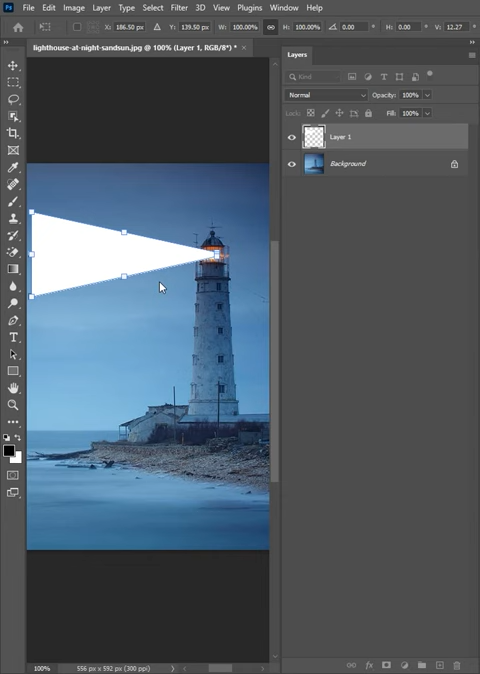 Ps File Edit Image Layer Type Select Filter 3D View Plugins Window Help
X: 186.50 px Y: 139.50 px W: 100.00% H: 100.00% 0.00 ° H: 0.00 ° V: 12.27
lighthouse-at-night-sandsun.jpg @ 100% (Layer 1, RGB/8*) * ×
Layers
Kind
Normal Opacity: 100%
Lock: Fill: 100%
Layer 1
Background
100% 556 px x 592 px (300 ppi)